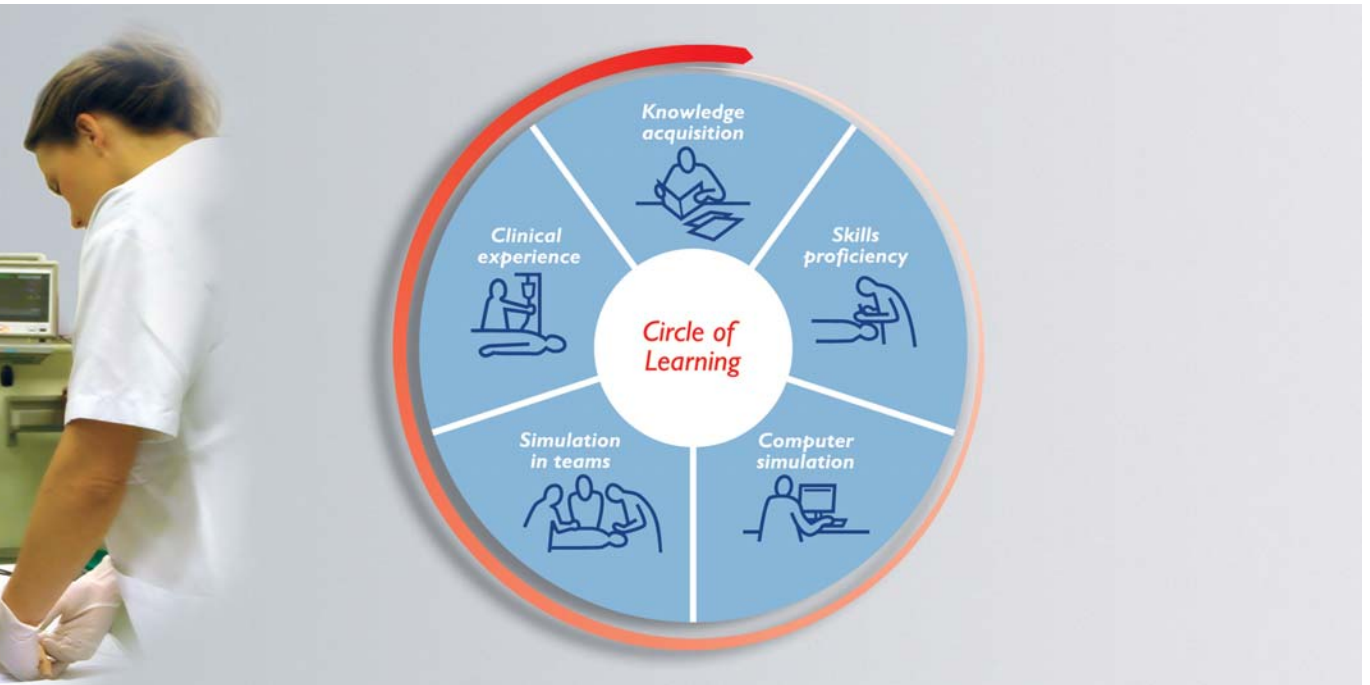 Knowledge
acquisition
Skills
proficiency
Computer
simulation
Simulation
in teams
Clinical
experience
Circle of
Learning